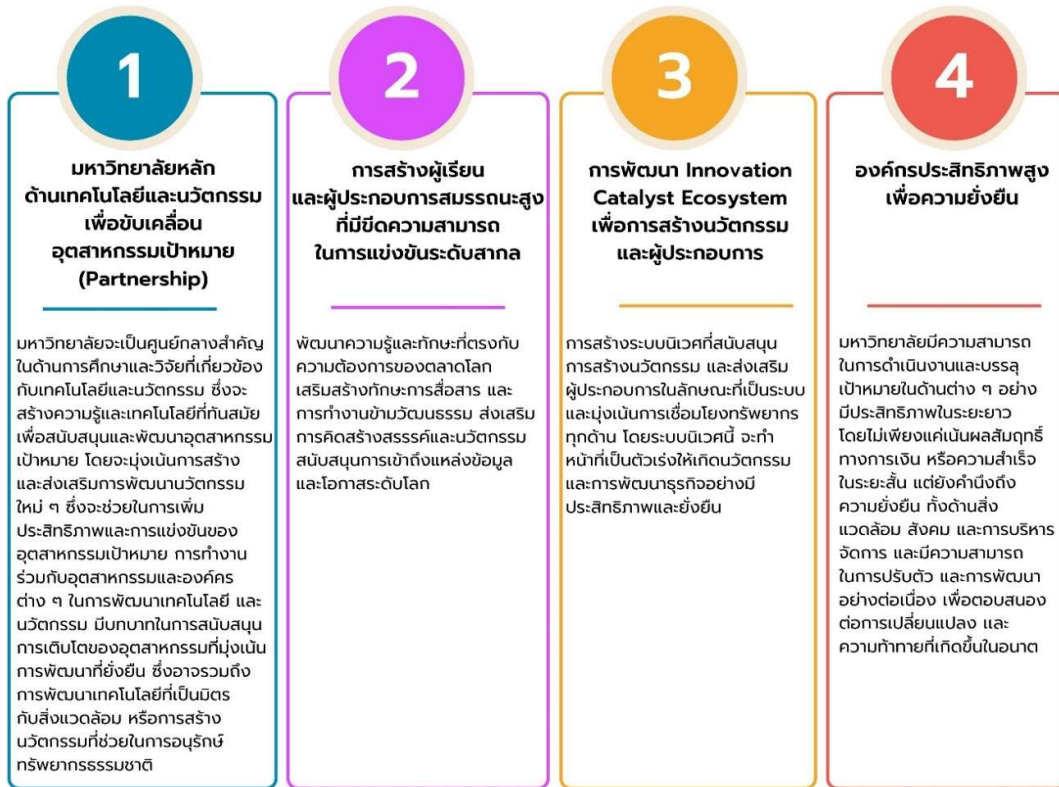 1
มหาวิทยาลัยหลัก
ด้านเทคโนโลยีและนวัตกรรม
เพื่อขับเคลื่อน
อุตสาหกรรมเป้าหมาย
(Partnership)
มหาวิทยาลัยจะเป็นศูนย์กลางสำคัญ
ในด้านการศึกษาและวิจัยที่เกี่ยวข้อง
กับเทคโนโลยีและนวัตกรรม ซึ่งจะ
สร้างความรู้และเทคโนโลยีที่ทันสมัย
เพื่อสนับสนุนและพัฒนาอุตสาหกรรม
เป้าหมาย โดยจะมุ่งเน้นการสร้าง
และส่งเสริมการพัฒนานวัตกรรม
ใหม่ ๆ ซึ่งจะช่วยในการเพิ่ม
ประสิทธิภาพและการแข่งขันของ
อุตสาหกรรมเป้าหมาย การทำงาน
ร่วมกับอุตสาหกรรมและองค์คร
ต่าง ๆ ในการพัฒนาเทคโนโลยี และ
นวัตกรรม มีบทบาทในการสนับสนุน
การเติบโตของอุตสาหกรรมที่มุ่งเน้น
การพัฒนาที่ยั่งยืน ซึ่งอาจรวมถึง
การพัฒนาเทคโนโลยีที่เป็นมิตร
กับสิ่งแวดล้อม หรือการสร้าง
นวัตกรรมที่ช่วยในการอนุรักษ์
ทรัพยากรธรรมชาติ
2
การสร้างผู้เรียน
และผู้ประกอบการสมรรถนะสูง
ที่มีขีดความสามารถ
ในการแข่งขันระดับสากล
พัฒนาความรู้และทักษะที่ตรงกับ
ความต้องการของตลาดโลก
เสริมสร้างทักษะการสื่อสาร และ
การทำงานข้ามวัฒนธรรม ส่งเสริม
การคิดสร้างสรรรค์และนวัตกรรม
สนับสนุนการเข้าถึงแหล่งข้อมูล
และโอกาสระดับโลก
3
การพัฒนา Innovation
Catalyst Ecosystem
เพื่อการสร้างนวัตกรรม
และผู้ประกอบการ
การสร้างระบบนิเวศที่สนับสนุน
การสร้างนวัตกรรม และส่งเสริม
ผู้ประกอบการในลักษณะที่เป็นระบบ
และมุ่งเน้นการเชื่อมโยงทรัพยากร
ทุกด้าน โดยระบบนิเวศนี้ จะทำ
หน้าที่เป็นตัวเร่งให้เกิดนวัตกรรม
และการพัฒนาธุรกิจอย่างมี
ประสิทธิภาพและยั่งยืน
4
องค์กรประสิทธิภาพสูง
เพื่อความยั่งยืน
มหาวิทยาลัยมีความสามารถ
ในการดำเนินงานและบรรลุ
เป้าหมายในด้านต่าง ๆ อย่าง
มีประสิทธิภาพในระยะยาว
โดยไม่เพียงแค่เน้นผลสัมฤทธิ์
ทางการเงิน หรือความสำเร็จ
ในระยะสั้น แต่ยังคำนึงถึง
ความยั่งยืน ทั้งด้านสิ่ง
แวดล้อม สังคม และการบริหาร
จัดการ และมีความสามารถ
ในการปรับตัว และการพัฒนา
อย่างต่อเนื่อง เพื่อตอบสนอง
ต่อการเปลี่ยนแปลง และ
ความท้าทายที่เกิดขึ้นในอนาต